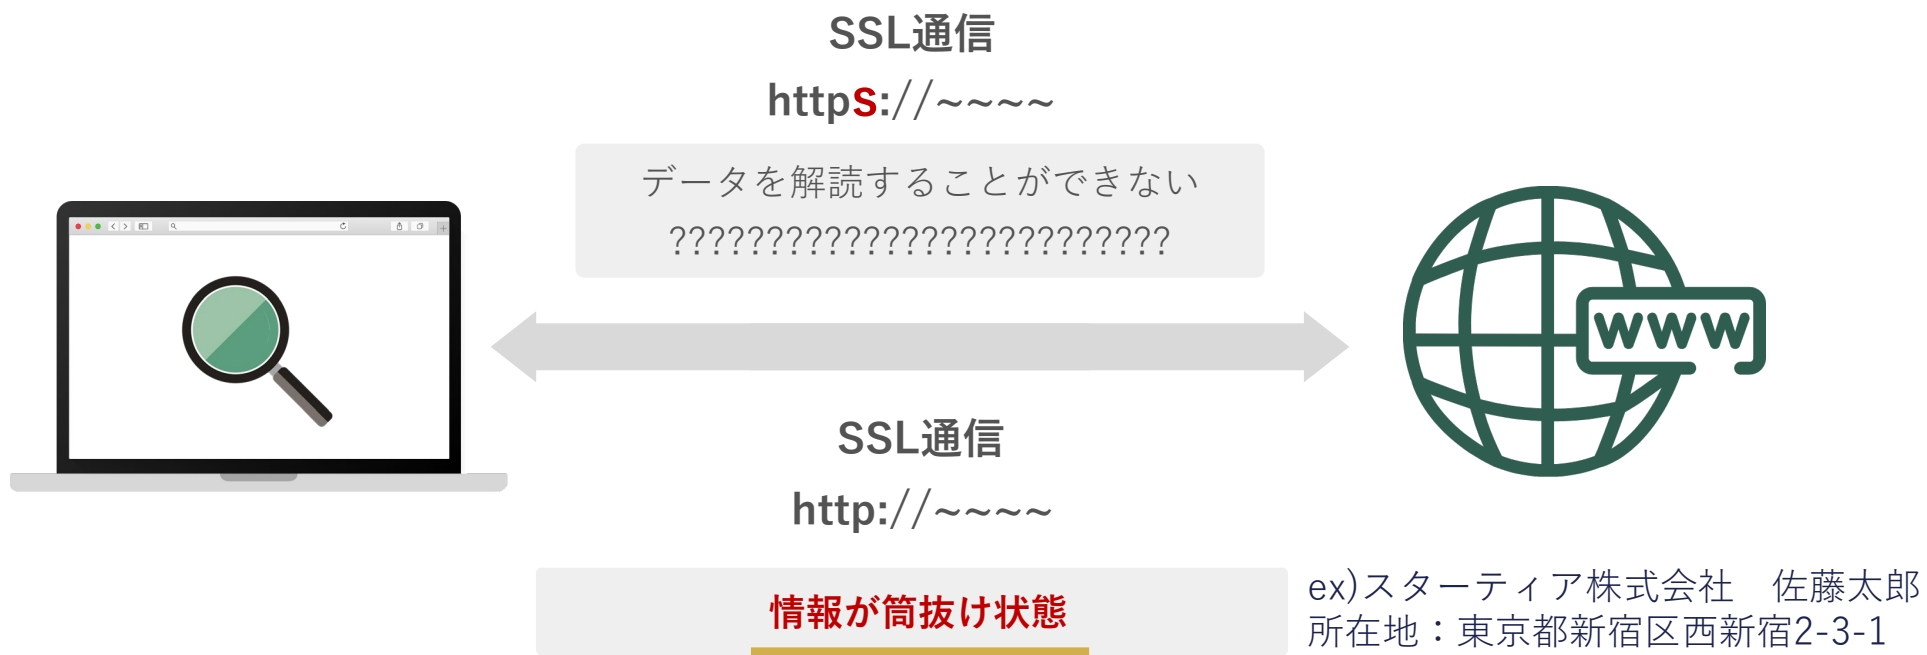 SSL通信
https://~~~~
データを解読することができない
??????????????????????????
SSL通信
http://~~~~
情報が筒抜け状態
www
ex)スターティア株式会社　佐藤太郎
所在地：東京都新宿区西新宿2-3-1